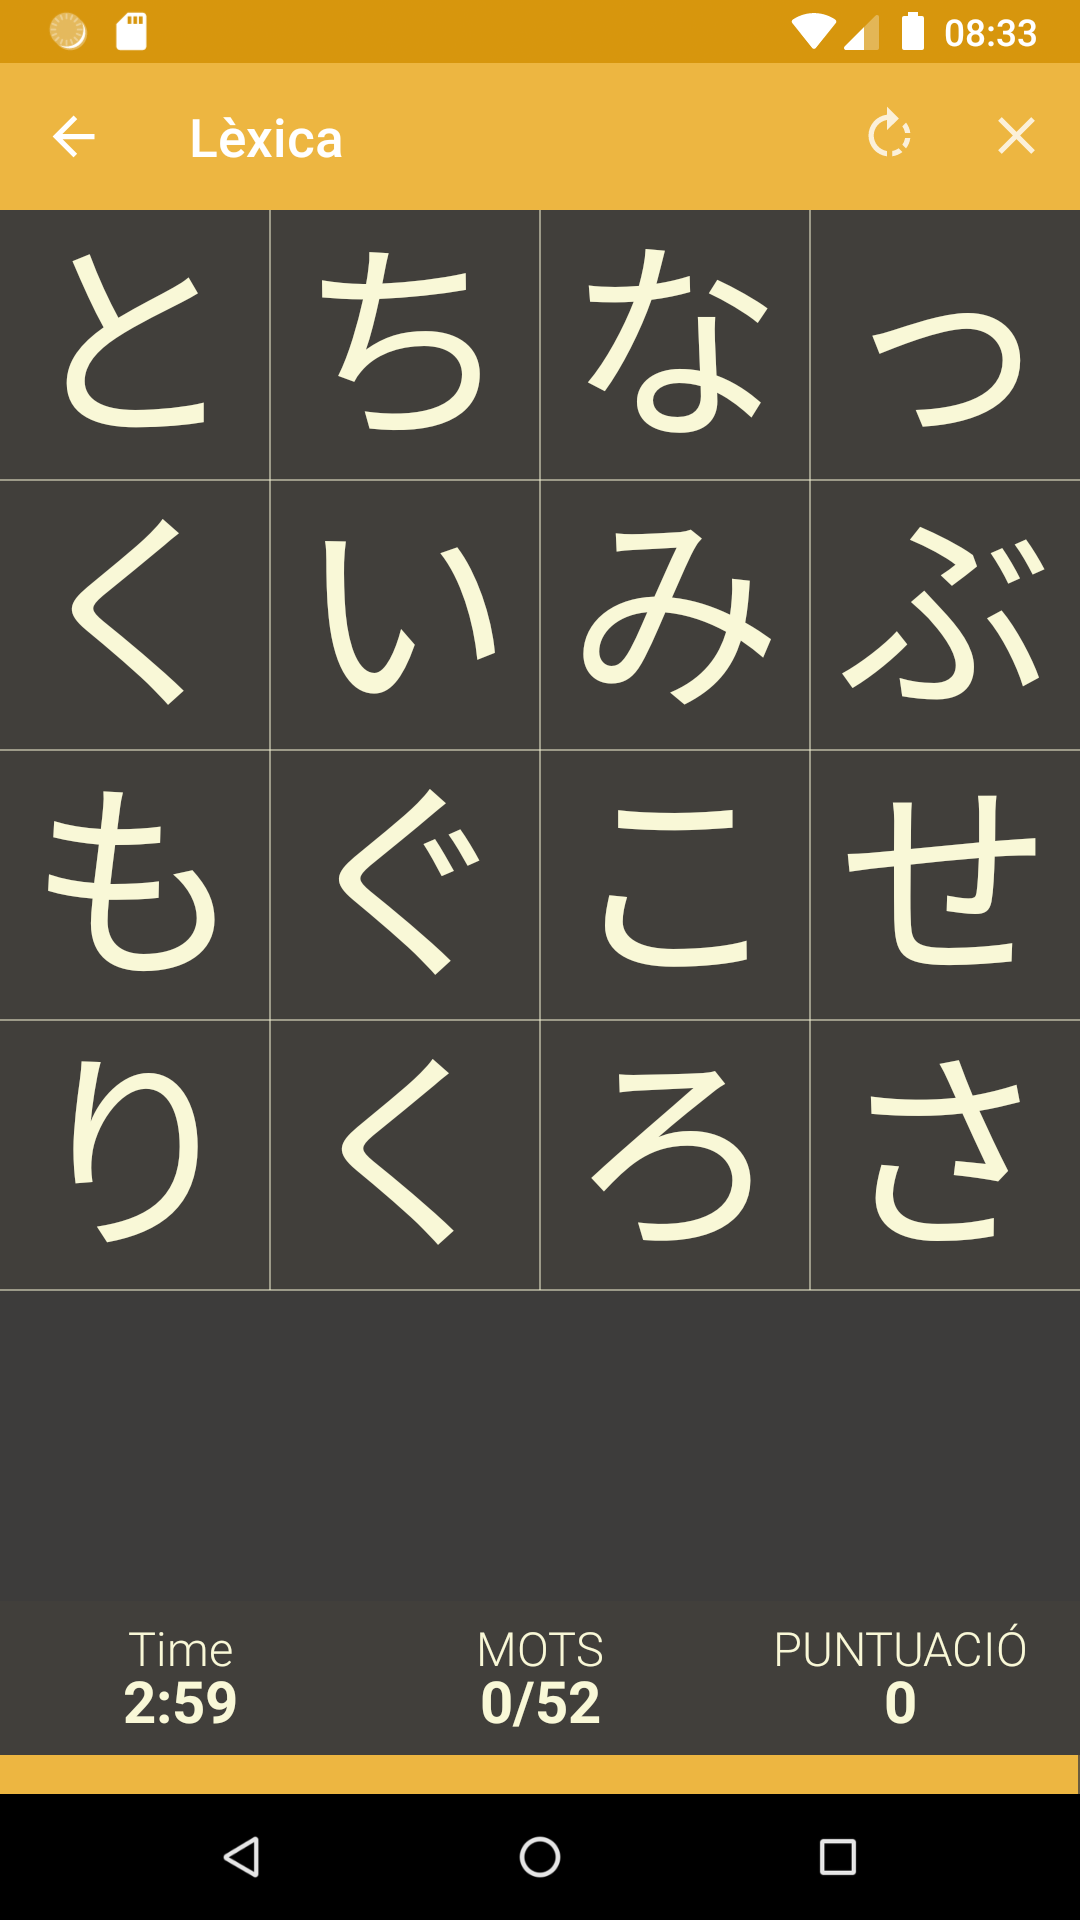 08:33
Lèxica
と ち な っ
く い み ぶ
も ぐ こ せ
り く ろ さ
Time MOTS PUNTUACIÓ
2:59 0/52 0